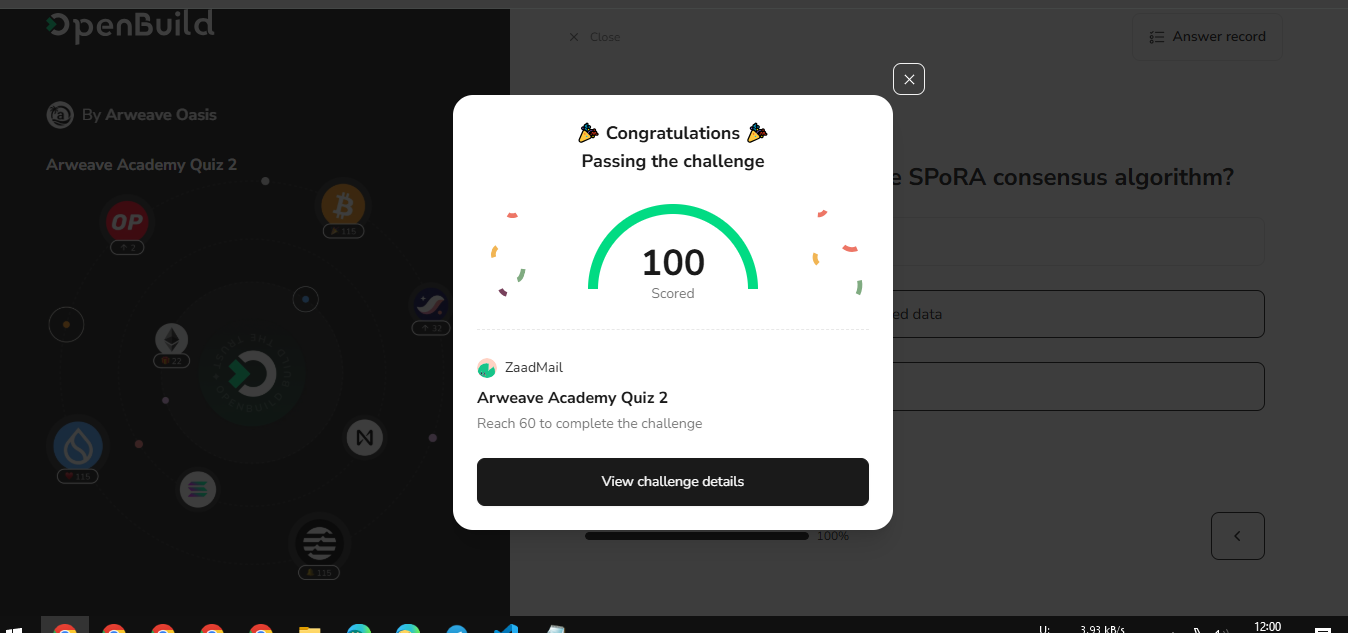 OpenBuild
Close
Answer record
By Arweave Oasis
Arweave Academy Quiz 2
e SPoRA consensus algorithm?
Congratulations
Passing the challenge
100
Scored
OP
2
115
32
22
ed data
ZaadMail
Arweave Academy Quiz 2
Reach 60 to complete the challenge
115
View challenge details
100%
115
U:
3.93 kB/s
12:00